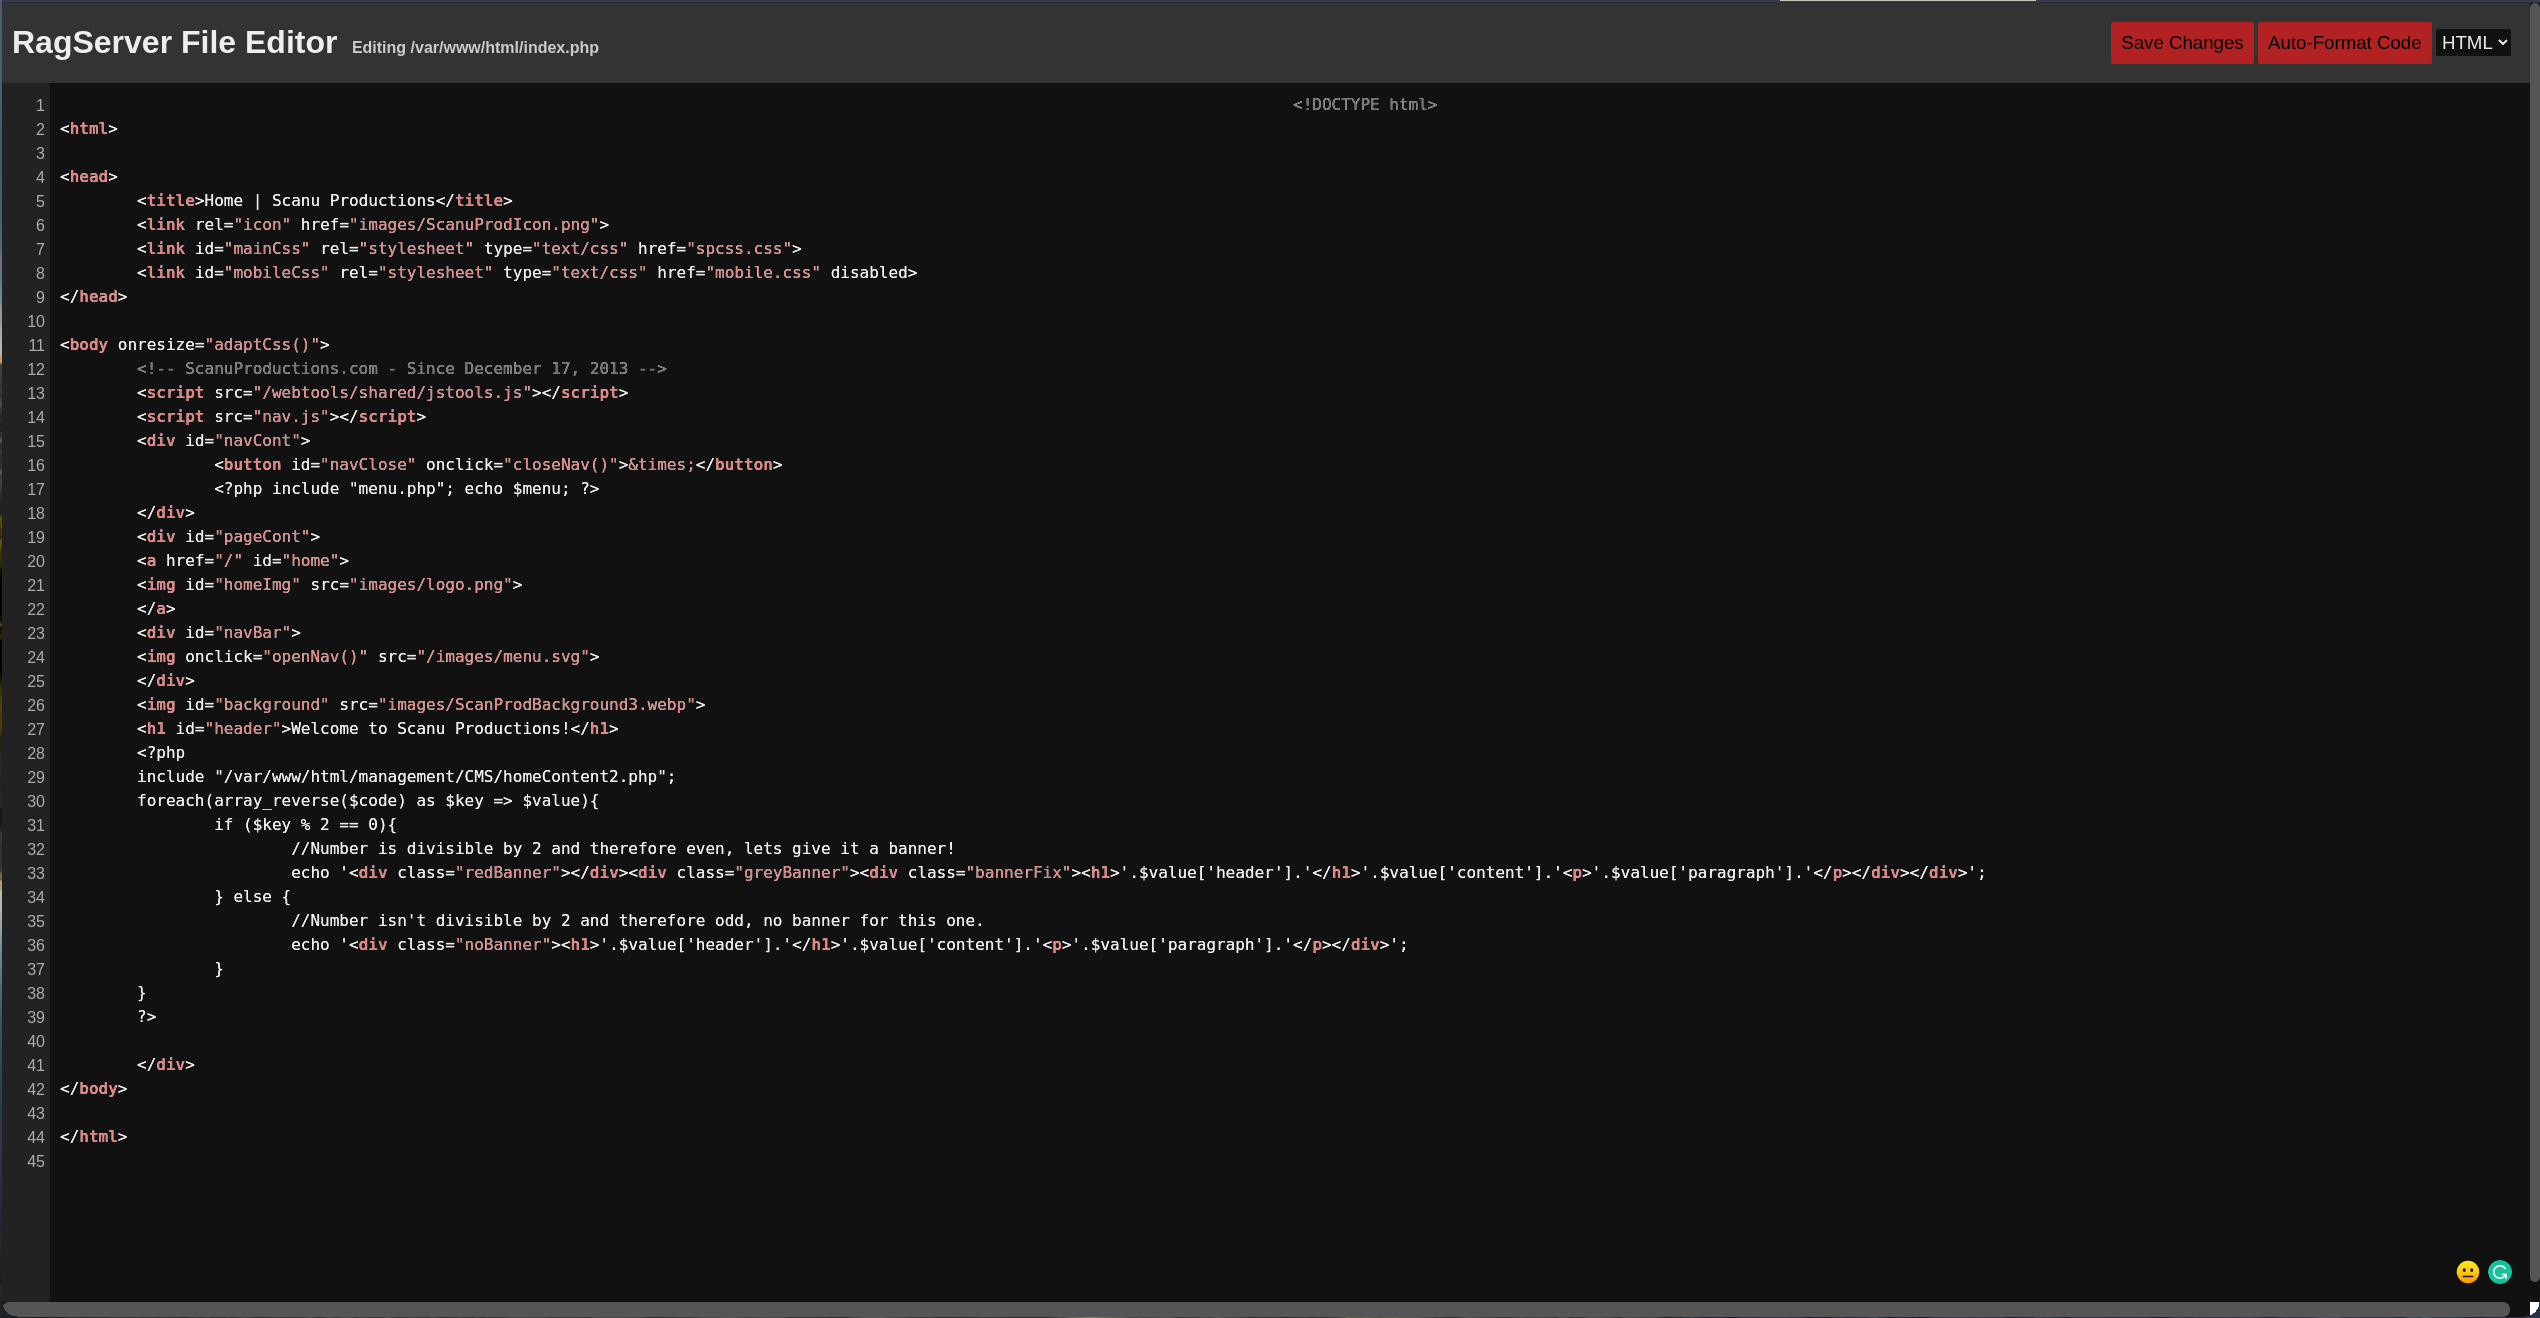 RagServer File Editor Editing /var/www/html/index.php Save Changes Auto-Format Code HTML
1 <!DOCTYPE html>
2 <html>
3
4 <head>
5 <title>Home | Scanu Productions</title>
6 <link rel="icon" href="images/ScanuProdIcon.png">
7 <link id="mainCss" rel="stylesheet" type="text/css" href="spcss.css">
8 <link id="mobileCss" rel="stylesheet" type="text/css" href="mobile.css" disabled>
9 </head>
10
11 <body onresize="adaptCss()">
12 <!-- ScanuProductions.com - Since December 17, 2013 -->
13 <script src="/webtools/shared/jstools.js"></script>
14 <script src="nav.js"></script>
15 <div id="navCont">
16 <button id="navClose" onclick="closeNav()">&times;</button>
17 <?php include "menu.php"; echo $menu; ?>
18 </div>
19 <div id="pageCont">
20 <a href="/" id="home">
21 <img id="homeImg" src="images/logo.png">
22 </a>
23 <div id="navBar">
24 <img onclick="openNav()" src="/images/menu.svg">
25 </div>
26 <img id="background" src="images/ScanProdBackground3.webp">
27 <h1 id="header">Welcome to Scanu Productions!</h1>
28 <?php
29 include "/var/www/html/management/CMS/homeContent2.php";
30 foreach(array_reverse($code) as $key => $value){
31 if ($key % 2 == 0){
32 //Number is divisible by 2 and therefore even, lets give it a banner!
33 echo '<div class="redBanner"></div><div class="greyBanner"><div class="bannerFix"><h1>'.$value['header'].'</h1>'.$value['content'].'<p>'.$value['paragraph'].'</p></div></div>';
34 } else {
35 //Number isn't divisible by 2 and therefore odd, no banner for this one.
36 echo '<div class="noBanner"><h1>'.$value['header'].'</h1>'.$value['content'].'<p>'.$value['paragraph'].'</p></div>';
37 }
38 }
39 ?>
40
41 </div>
42 </body>
43
44 </html>
45